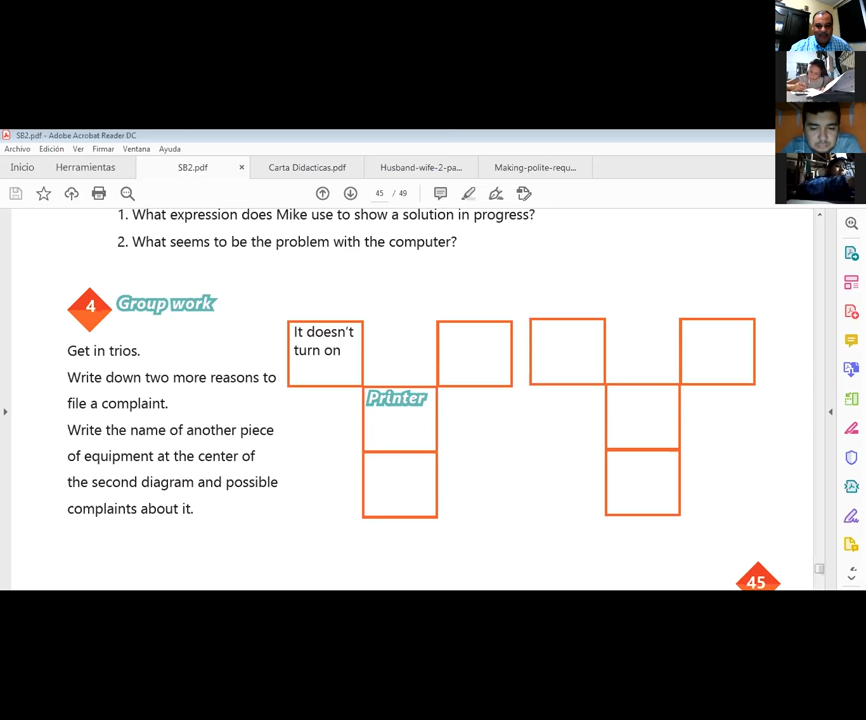 SB2.pdf - Adobe Acrobat Reader DC
Archivo Edición Ver Firmar Ventana Ayuda
Inicio Herramientas SB2.pdf x Carta Didacticas.pdf Husband-wife-2-pa... Making-polite-requ...
45 / 49
1. What expression does Mike use to show a solution in progress?
2. What seems to be the problem with the computer?
4 Group work
Get in trios.
Write down two more reasons to
file a complaint.
Write the name of another piece
of equipment at the center of
the second diagram and possible
complaints about it.
It doesn't
turn on
Printer
45